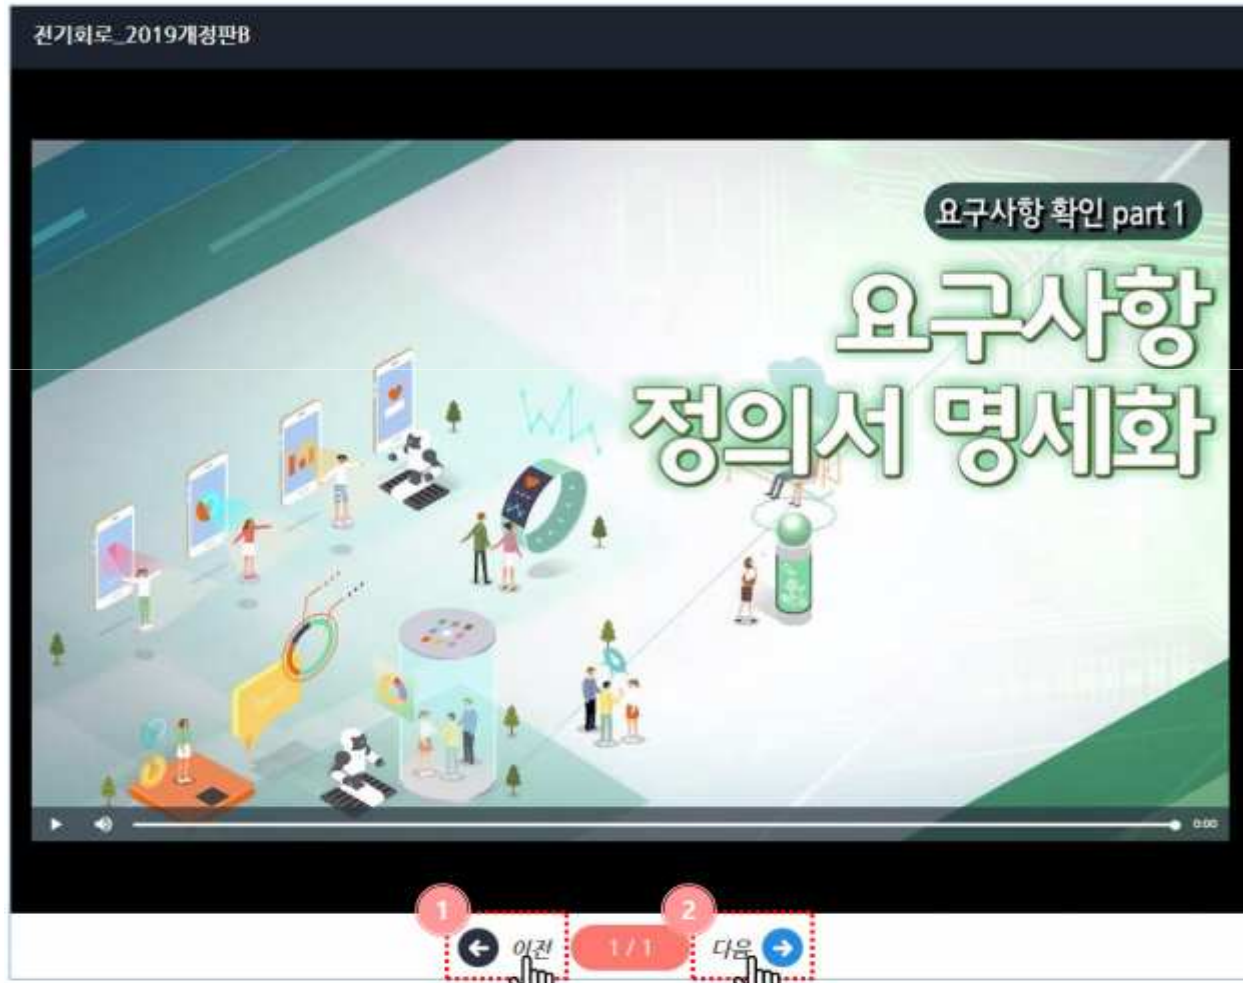 전기회로_2019개정판B
요구사항 확인 part 1
요구사항
정의서 명세화
0:00
1
2
이전
1 / 1
다음